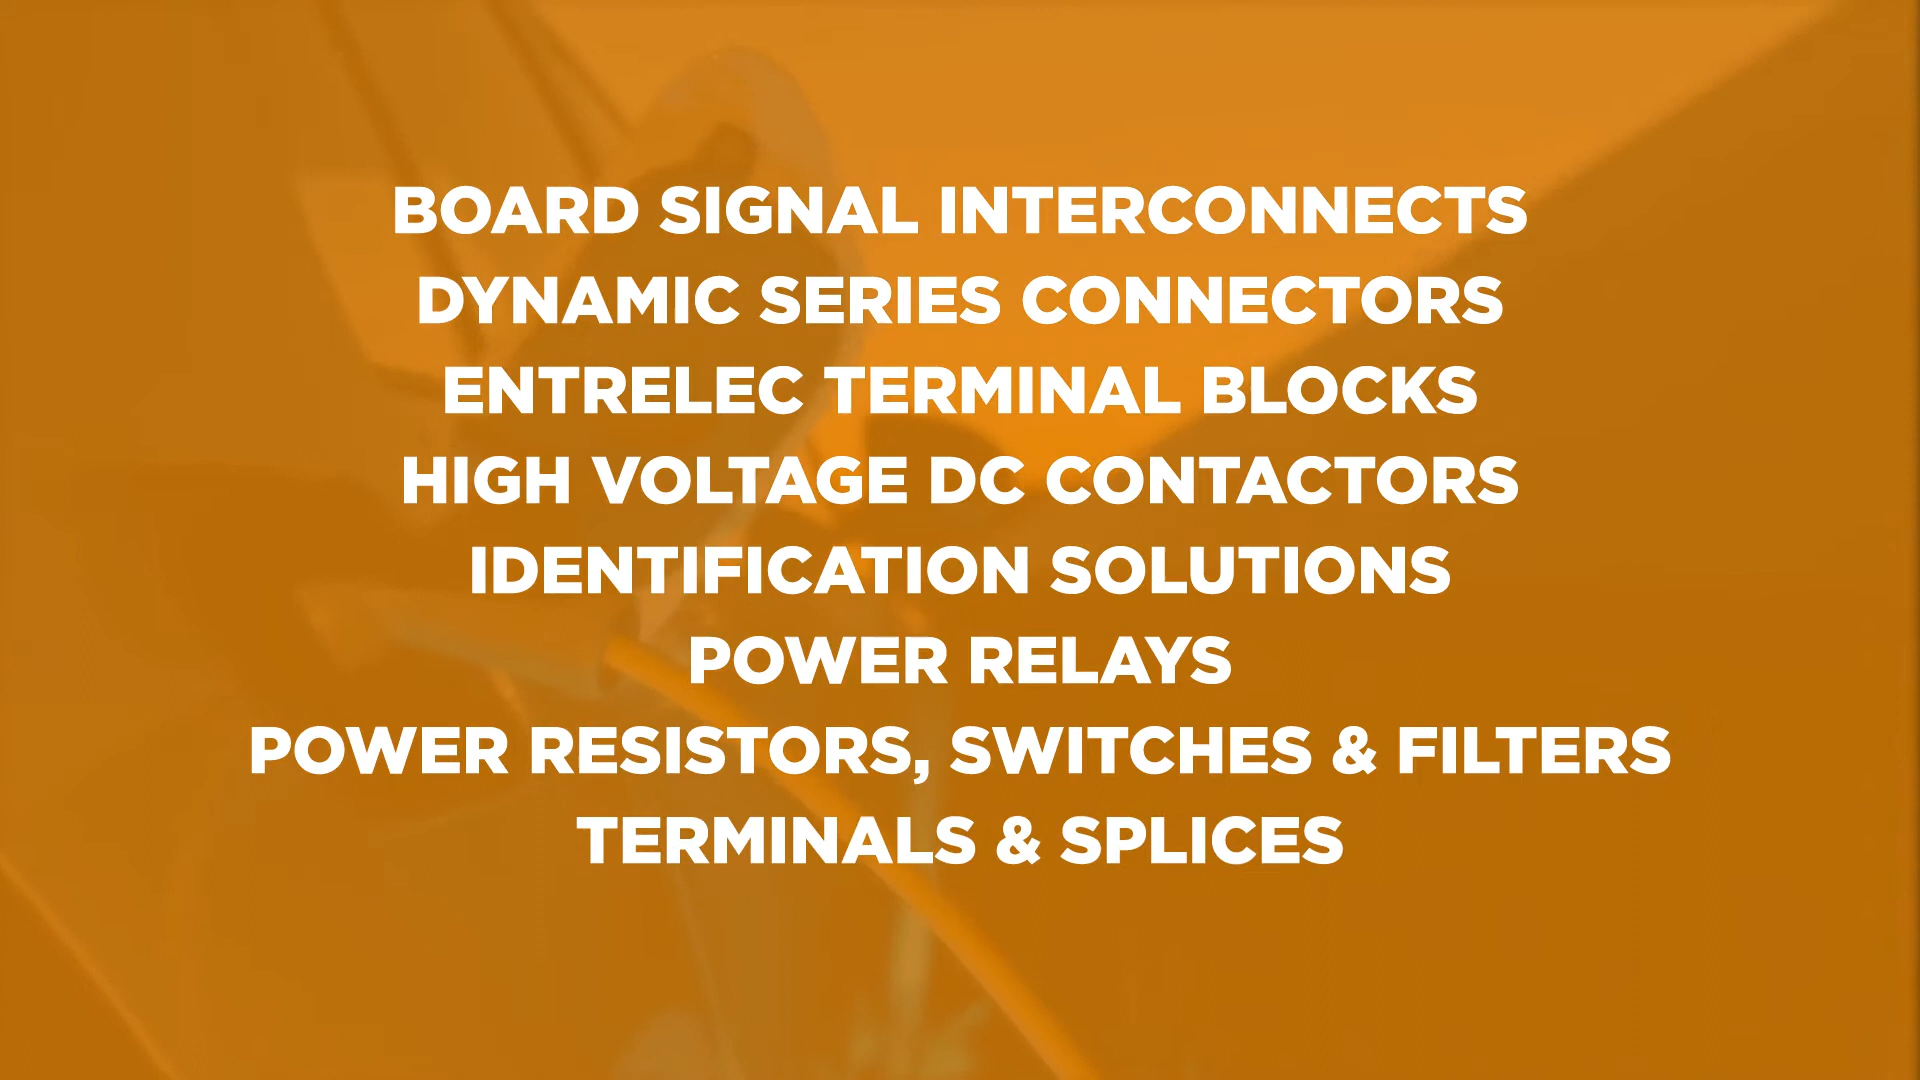 BOARD SIGNAL INTERCONNECTS
DYNAMIC SERIES CONNECTORS
ENTRELEC TERMINAL BLOCKS
HIGH VOLTAGE DC CONTACTORS
IDENTIFICATION SOLUTIONS
POWER RELAYS
POWER RESISTORS, SWITCHES & FILTERS
TERMINALS & SPLICES